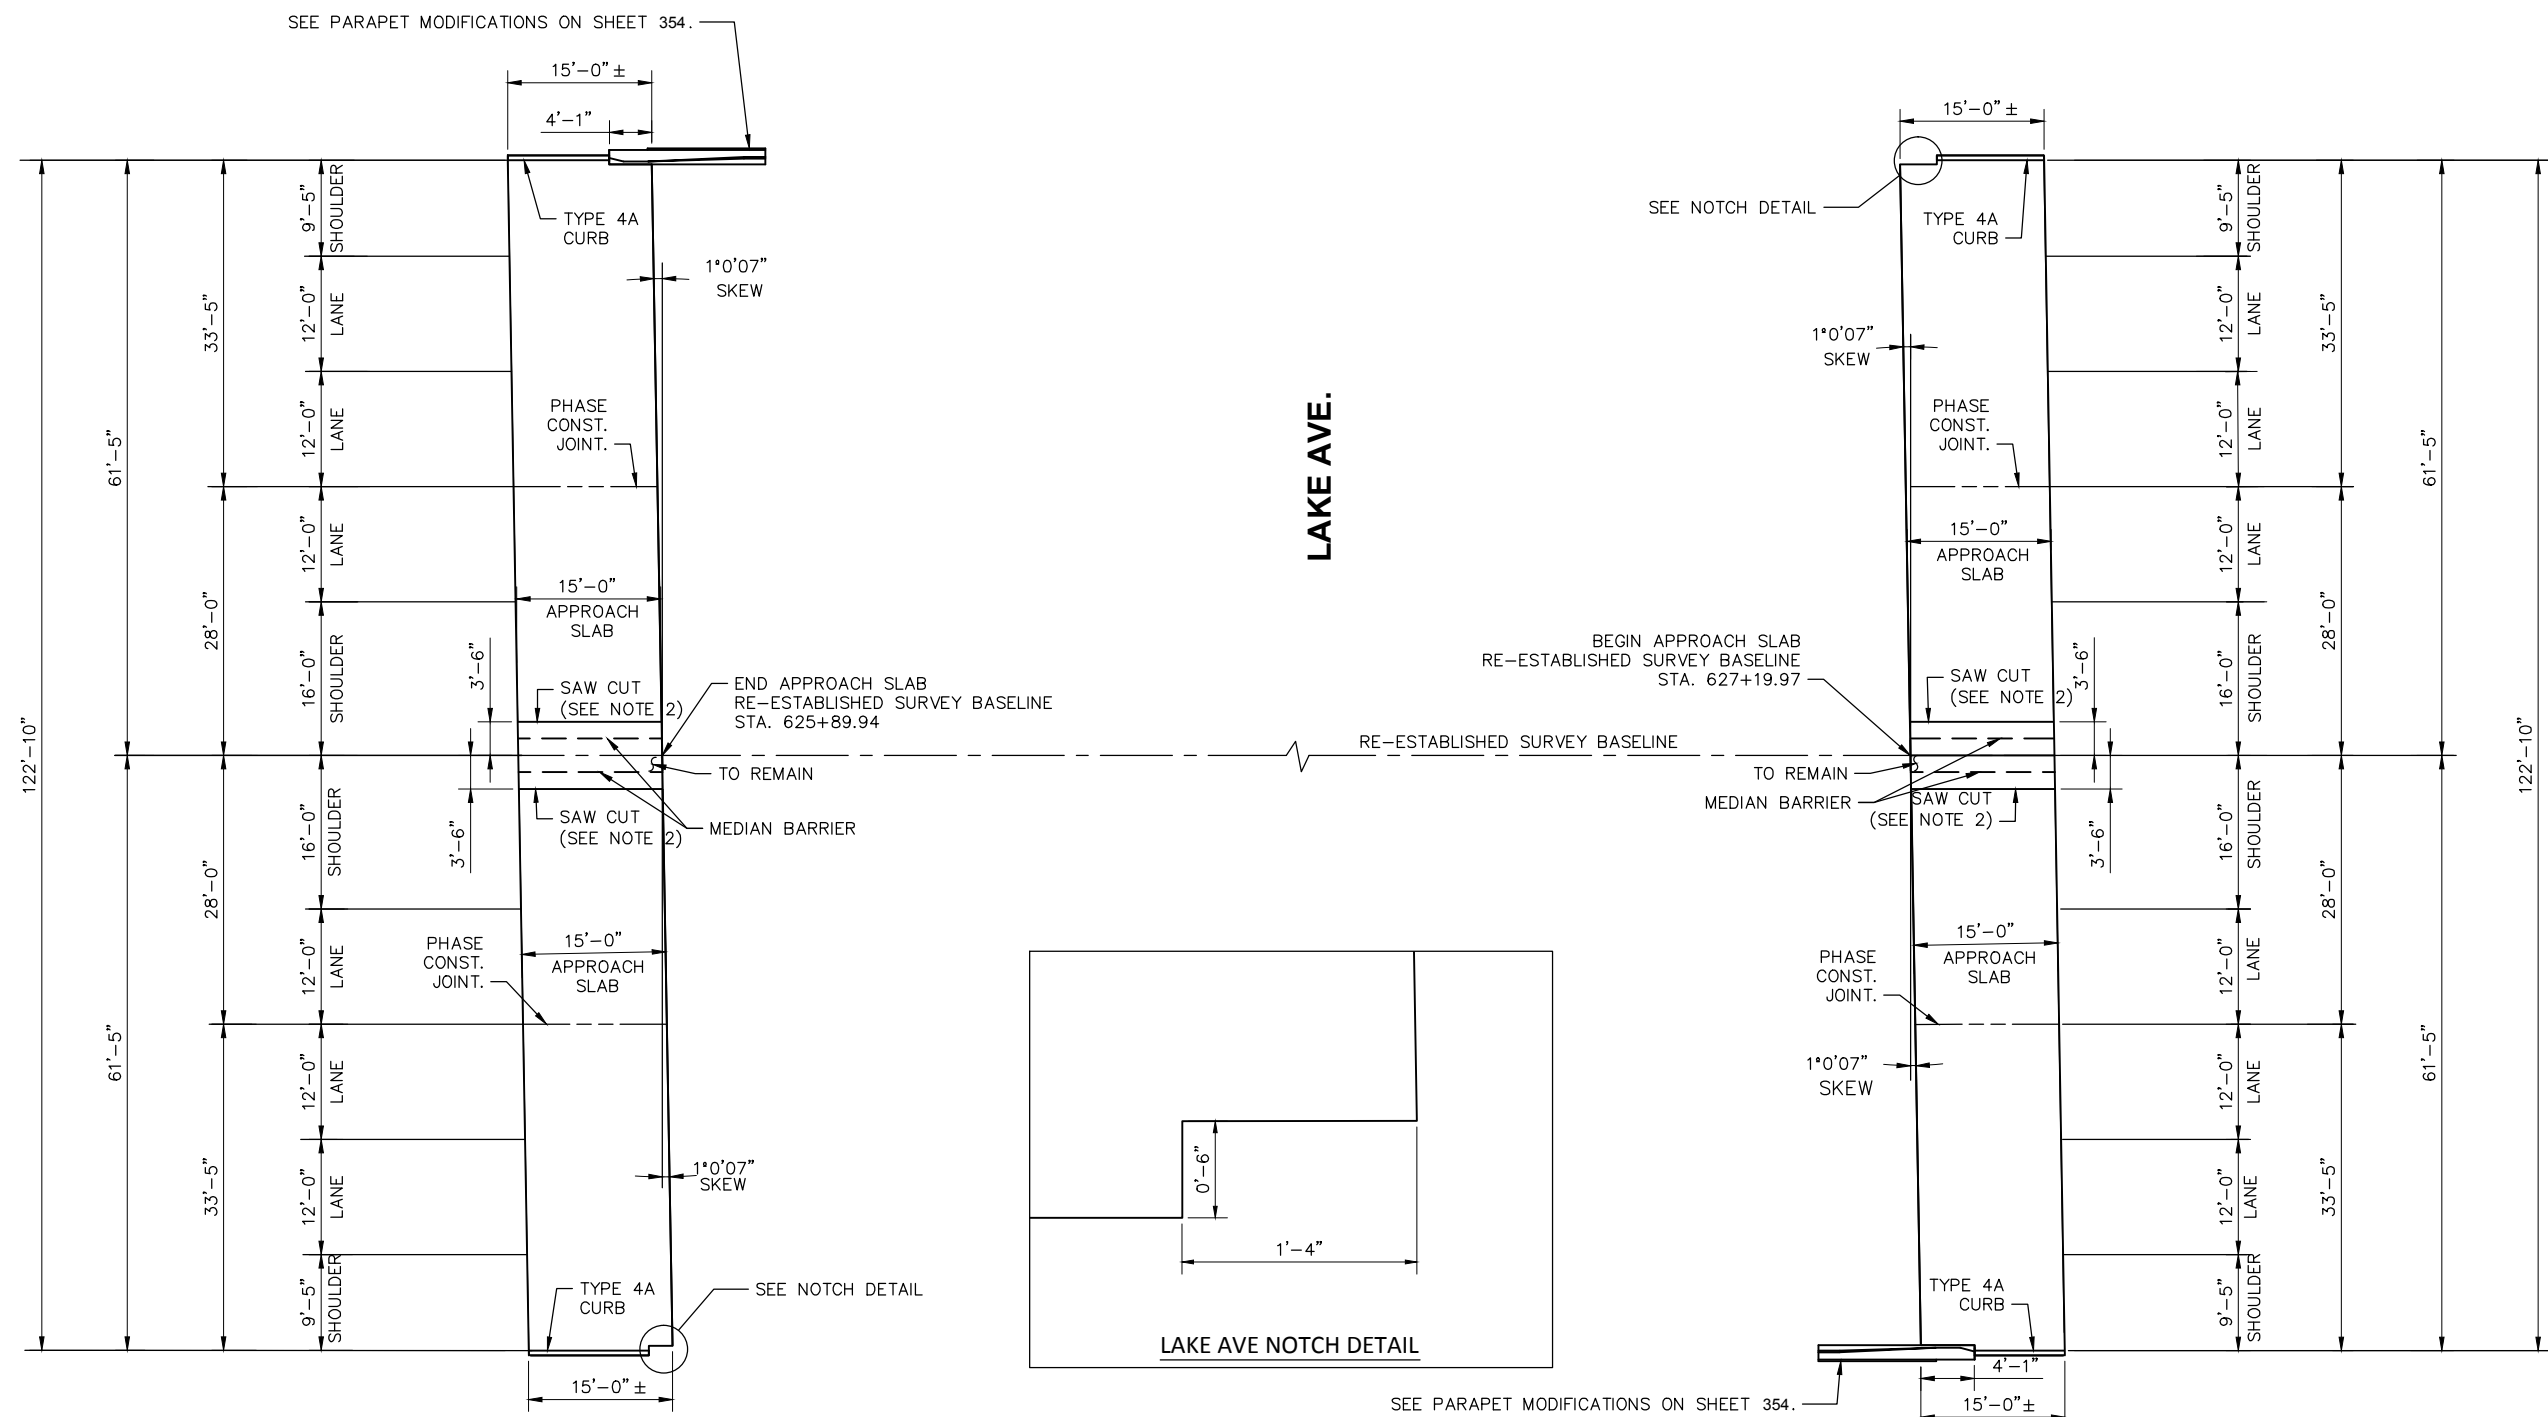 SEE PARAPET MODIFICATIONS ON SHEET 354.
15'-0" ±
4'-1"
122'-10"
61'-5"
61'-5"
33'-5"
28'-0"
28'-0"
33'-5"
9'-5"
SHOULDER
12'-0"
LANE
12'-0"
LANE
12'-0"
LANE
16'-0"
SHOULDER
16'-0"
SHOULDER
12'-0"
LANE
12'-0"
LANE
12'-0"
LANE
9'-5"
SHOULDER
TYPE 4A
CURB
1°0'07"
SKEW
PHASE
CONST.
JOINT.
15'-0"
APPROACH
SLAB
3'-6"
SAW CUT
(SEE NOTE 2)
END APPROACH SLAB
RE-ESTABLISHED SURVEY BASELINE
STA. 625+89.94
TO REMAIN
3'-6"
SAW CUT
(SEE NOTE 2)
MEDIAN BARRIER
15'-0"
APPROACH
SLAB
PHASE
CONST.
JOINT.
1°0'07"
SKEW
TYPE 4A
CURB
SEE NOTCH DETAIL
15'-0" ±
LAKE AVE.
RE-ESTABLISHED SURVEY BASELINE
0'-6"
1'-4"
LAKE AVE NOTCH DETAIL
15'-0" ±
SEE NOTCH DETAIL
TYPE 4A
CURB
1°0'07"
SKEW
PHASE
CONST.
JOINT.
15'-0"
APPROACH
SLAB
BEGIN APPROACH SLAB
RE-ESTABLISHED SURVEY BASELINE
STA. 627+19.97
SAW CUT
(SEE NOTE 2)
3'-6"
TO REMAIN
MEDIAN BARRIER
SAW CUT
(SEE NOTE 2)
3'-6"
15'-0"
APPROACH
SLAB
PHASE
CONST.
JOINT.
1°0'07"
SKEW
TYPE 4A
CURB
4'-1"
15'-0" ±
SEE PARAPET MODIFICATIONS ON SHEET 354.
9'-5"
SHOULDER
12'-0"
LANE
12'-0"
LANE
12'-0"
LANE
16'-0"
SHOULDER
16'-0"
SHOULDER
12'-0"
LANE
12'-0"
LANE
12'-0"
LANE
9'-5"
SHOULDER
33'-5"
28'-0"
28'-0"
33'-5"
61'-5"
61'-5"
122'-10"